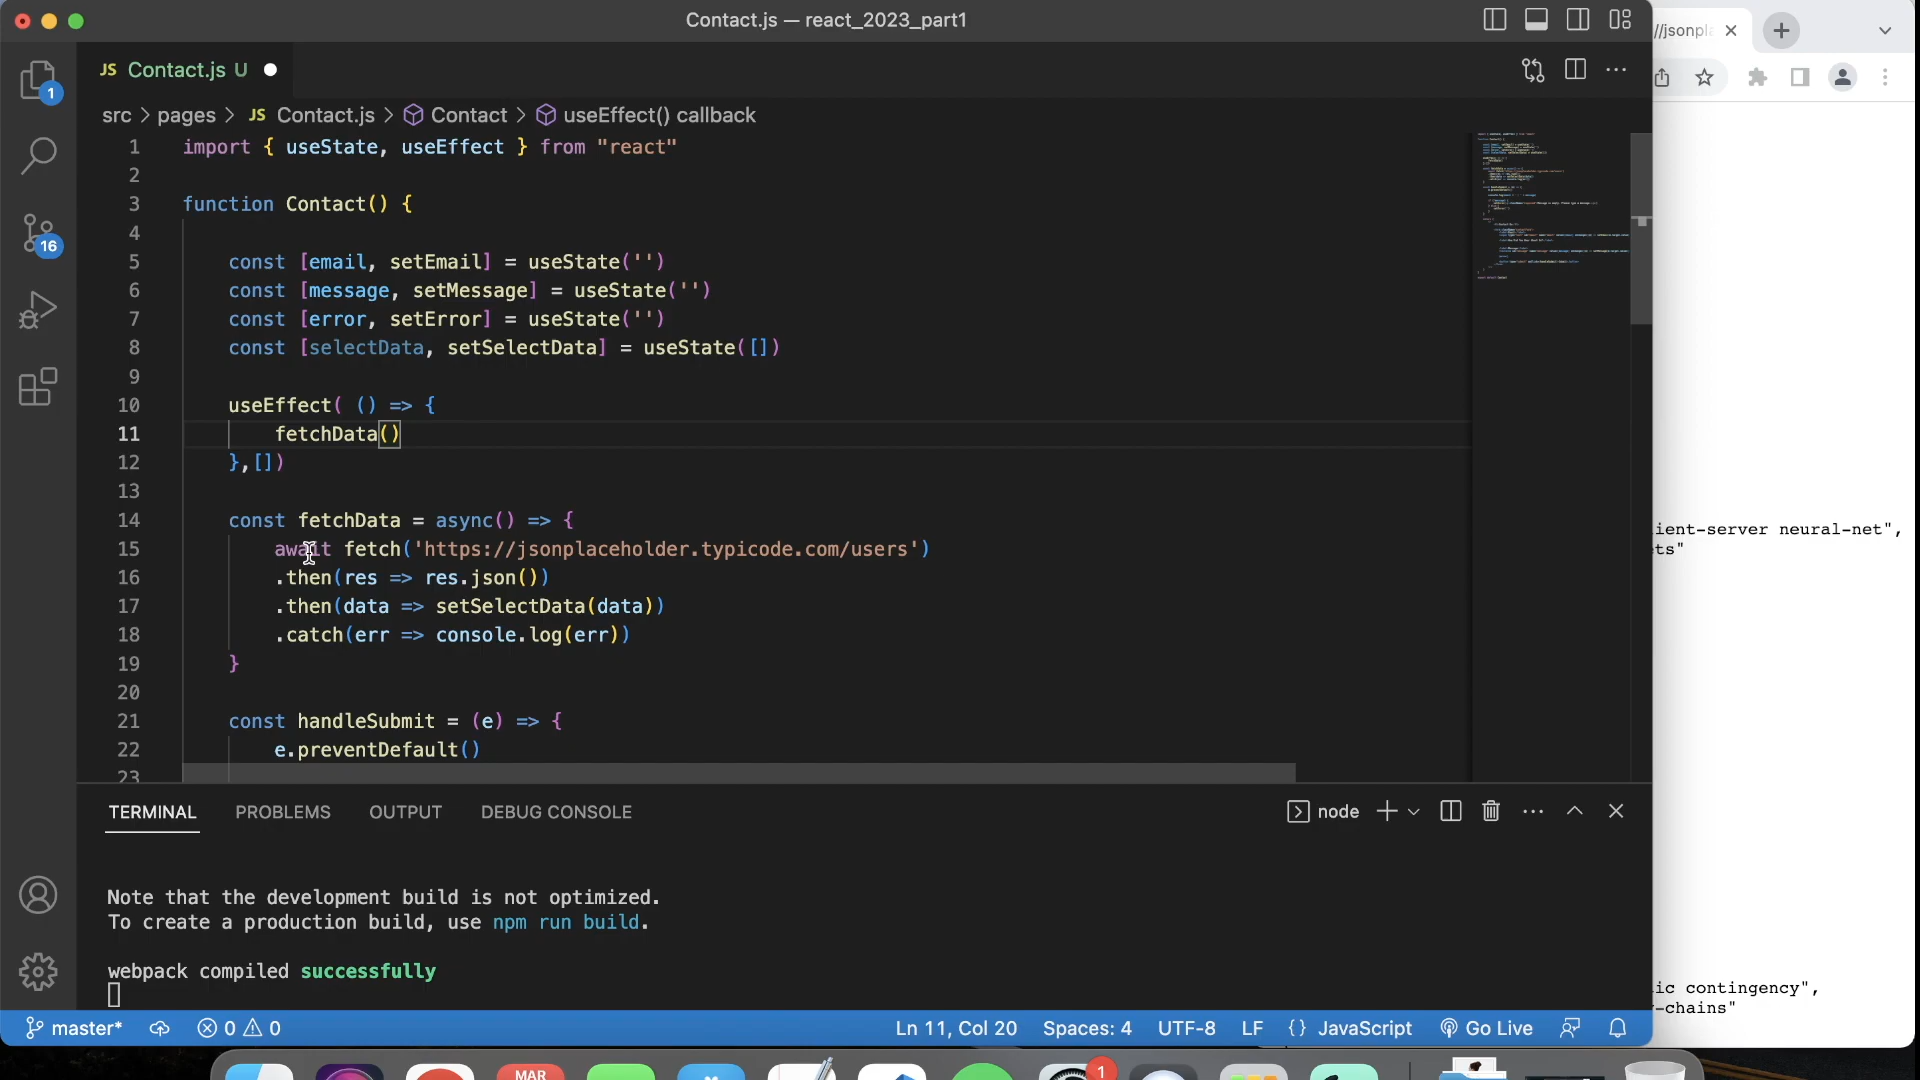 Contact.js — react_2023_part1
//jsonpla
JS Contact.js U
src > pages > JS Contact.js > Contact > useEffect() callback
1 import { useState, useEffect } from "react"
2
3 function Contact() {
4
5 const [email, setEmail] = useState('')
6 const [message, setMessage] = useState('')
7 const [error, setError] = useState('')
8 const [selectData, setSelectData] = useState([])
9
10 useEffect( () => {
11 fetchData()
12 },[])
13
14 const fetchData = async() => {
15 await fetch('https://jsonplaceholder.typicode.com/users')
16 .then(res => res.json())
17 .then(data => setSelectData(data))
18 .catch(err => console.log(err))
19 }
20
21 const handleSubmit = (e) => {
22 e.preventDefault()
23
1
16
ient-server neural-net",
ts"
TERMINAL PROBLEMS OUTPUT DEBUG CONSOLE node
Note that the development build is not optimized.
To create a production build, use npm run build.
webpack compiled successfully
ic contingency",
-chains"
master* 0 0 Ln 11, Col 20 Spaces: 4 UTF-8 LF {} JavaScript Go Live
MAR
1